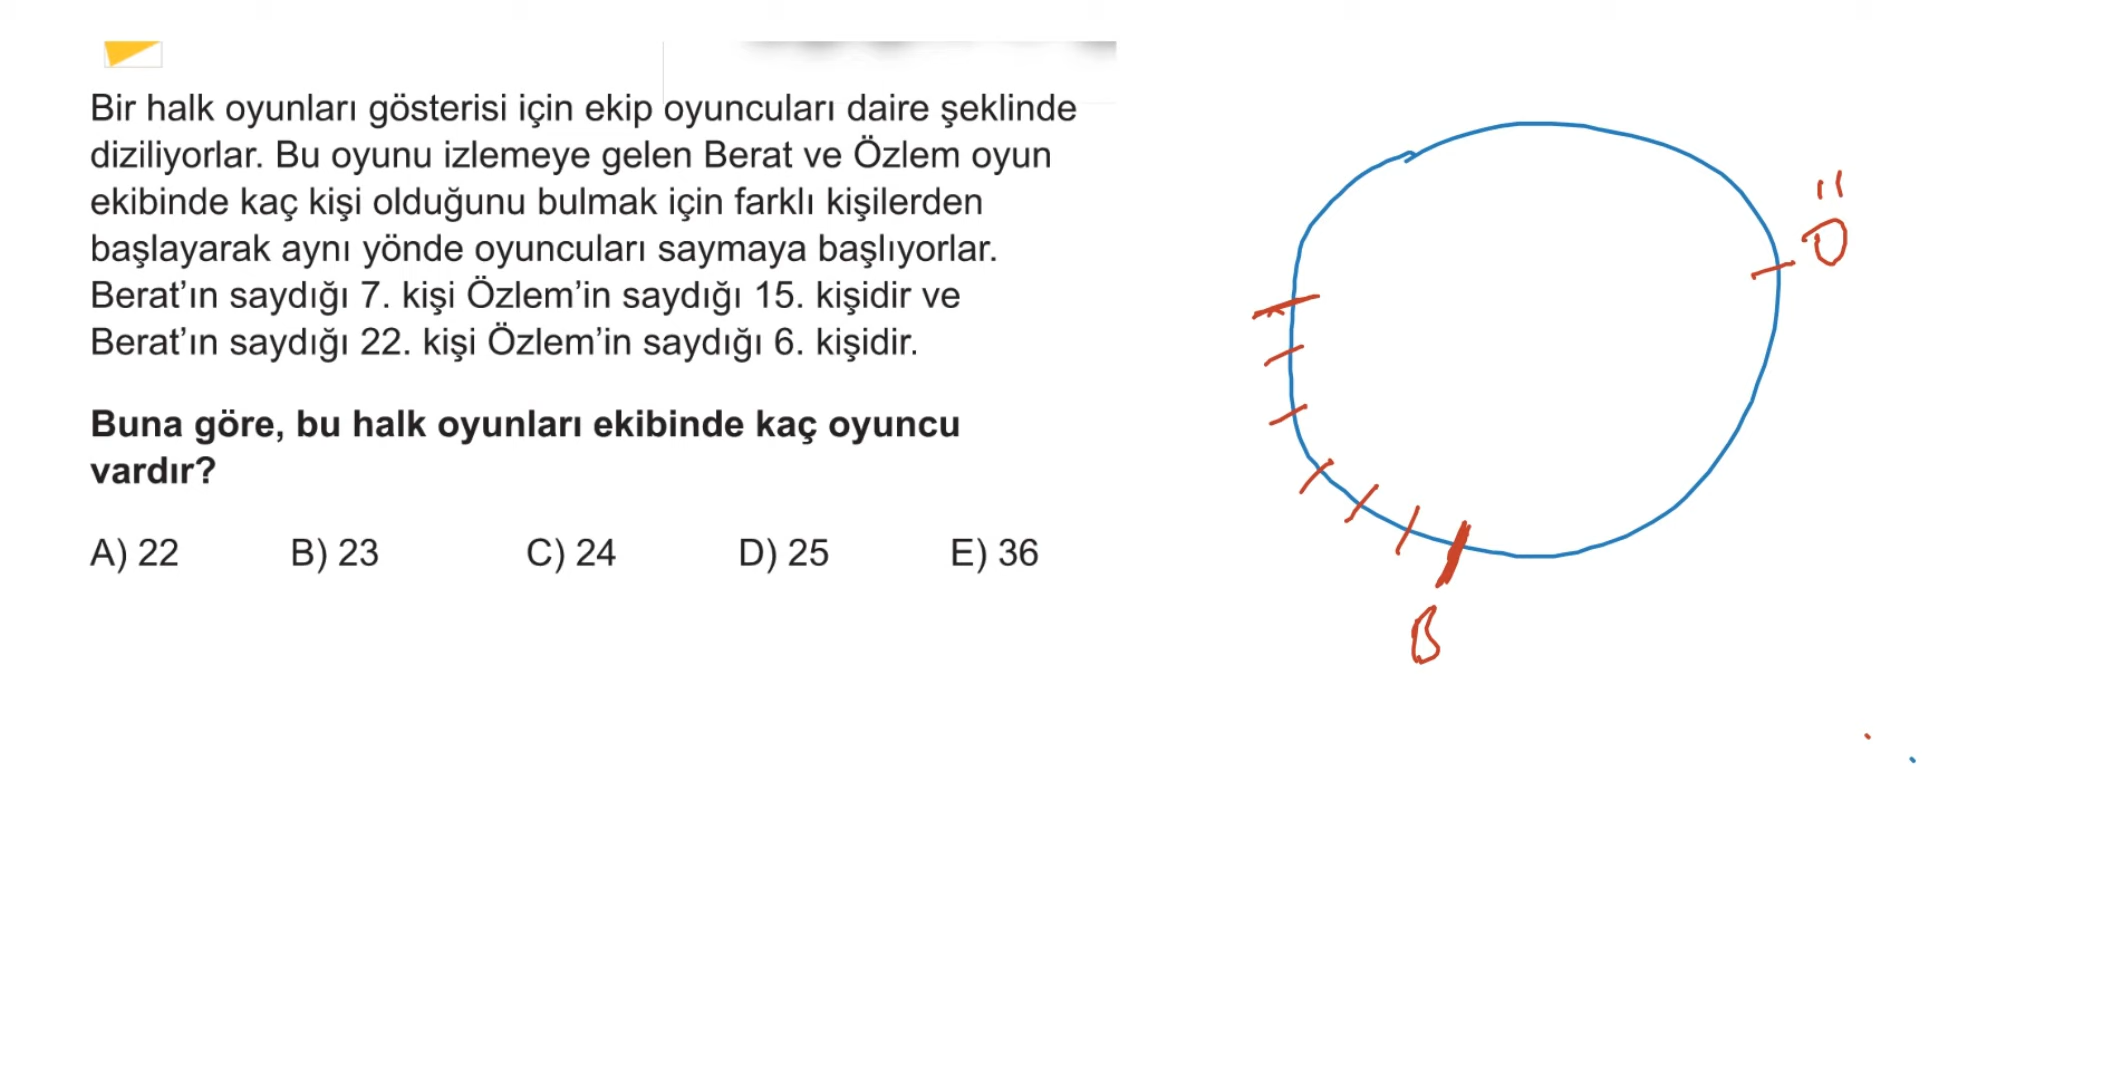 Bir halk oyunları gösterisi için ekip oyuncuları daire şeklinde
diziliyorlar. Bu oyunu izlemeye gelen Berat ve Özlem oyun
ekibinde kaç kişi olduğunu bulmak için farklı kişilerden
başlayarak aynı yönde oyuncuları saymaya başlıyorlar.
Berat’ın saydığı 7. kişi Özlem’in saydığı 15. kişidir ve
Berat’ın saydığı 22. kişi Özlem’in saydığı 6. kişidir.
Buna göre, bu halk oyunları ekibinde kaç oyuncu
vardır?
A) 22 B) 23 C) 24 D) 25 E) 36
Ö
B